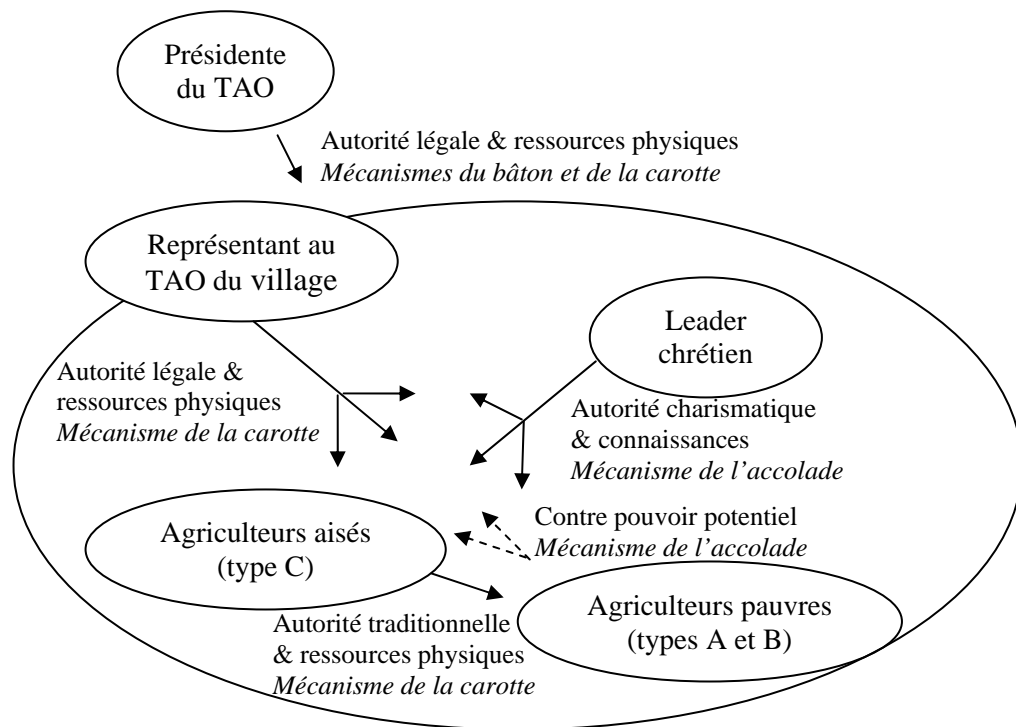 Présidente
du TAO
Autorité légale & ressources physiques
Mécanismes du bâton et de la carotte
Représentant au
TAO du village
Leader
chrétien
Autorité légale &
ressources physiques
Mécanisme de la carotte
Autorité charismatique
& connaissances
Mécanisme de l’accolade
Agriculteurs aisés
(type C)
Contre pouvoir potentiel
Mécanisme de l’accolade
Agriculteurs pauvres
(types A et B)
Autorité traditionnelle
& ressources physiques
Mécanisme de la carotte